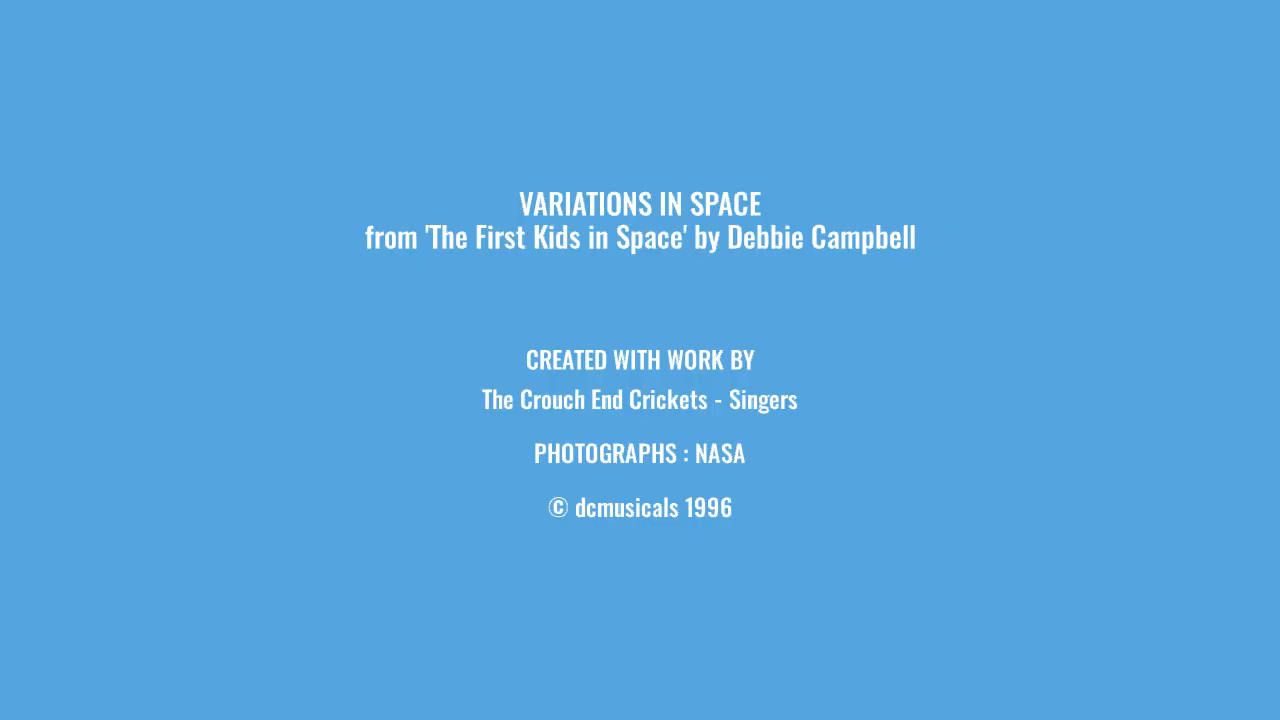 VARIATIONS IN SPACE
from 'The First Kids in Space' by Debbie Campbell
CREATED WITH WORK BY
The Crouch End Crickets - Singers
PHOTOGRAPHS : NASA
© dcmusicals 1996